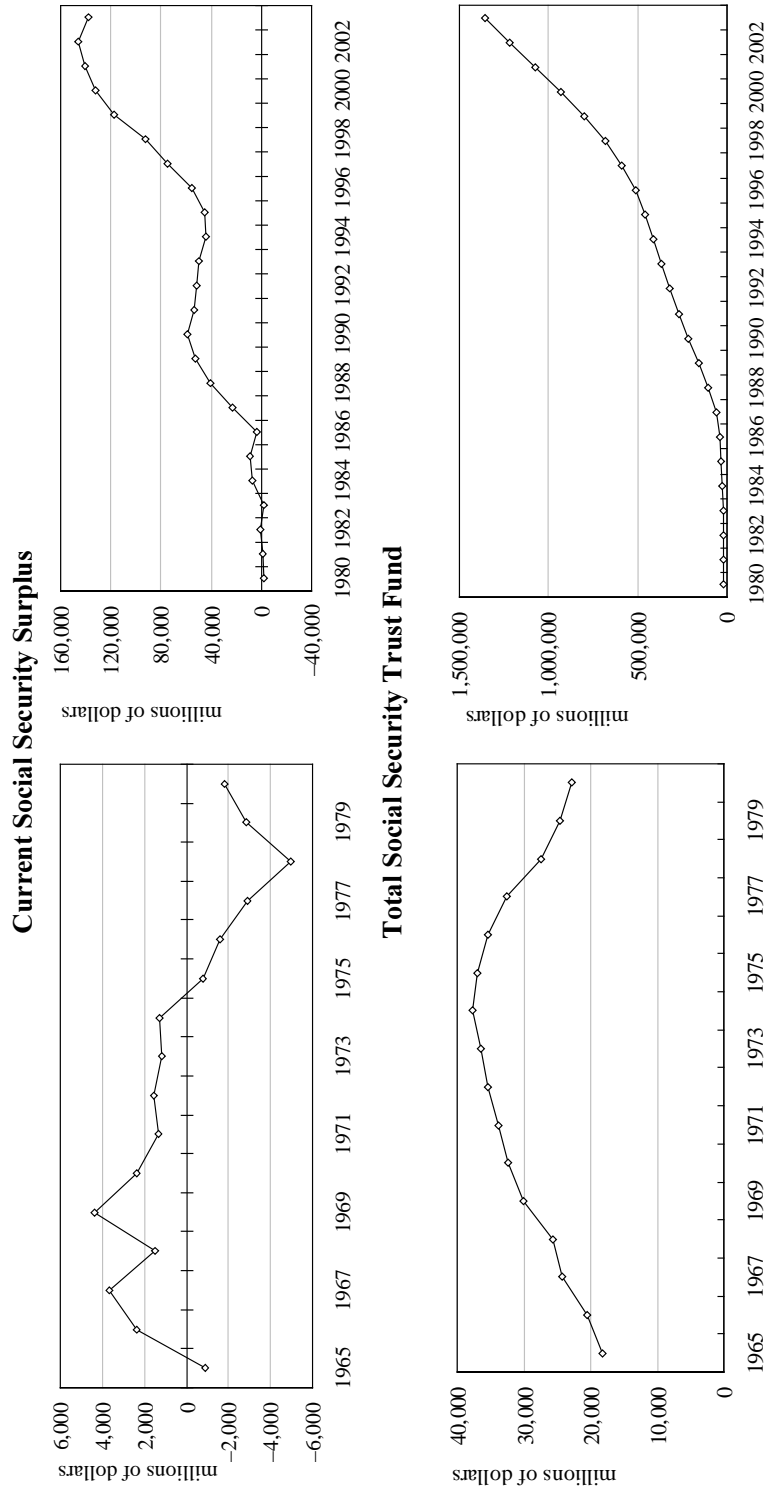 Current Social Security Surplus
millions of dollars
6,000
4,000
2,000
0
–2,000
–4,000
–6,000
1965 1967 1969 1971 1973 1975 1977 1979
millions of dollars
160,000
120,000
80,000
40,000
0
–40,000
1980 1982 1984 1986 1988 1990 1992 1994 1996 1998 2000 2002
Total Social Security Trust Fund
millions of dollars
40,000
30,000
20,000
10,000
0
1965 1967 1969 1971 1973 1975 1977 1979
millions of dollars
1,500,000
1,000,000
500,000
0
1980 1982 1984 1986 1988 1990 1992 1994 1996 1998 2000 2002